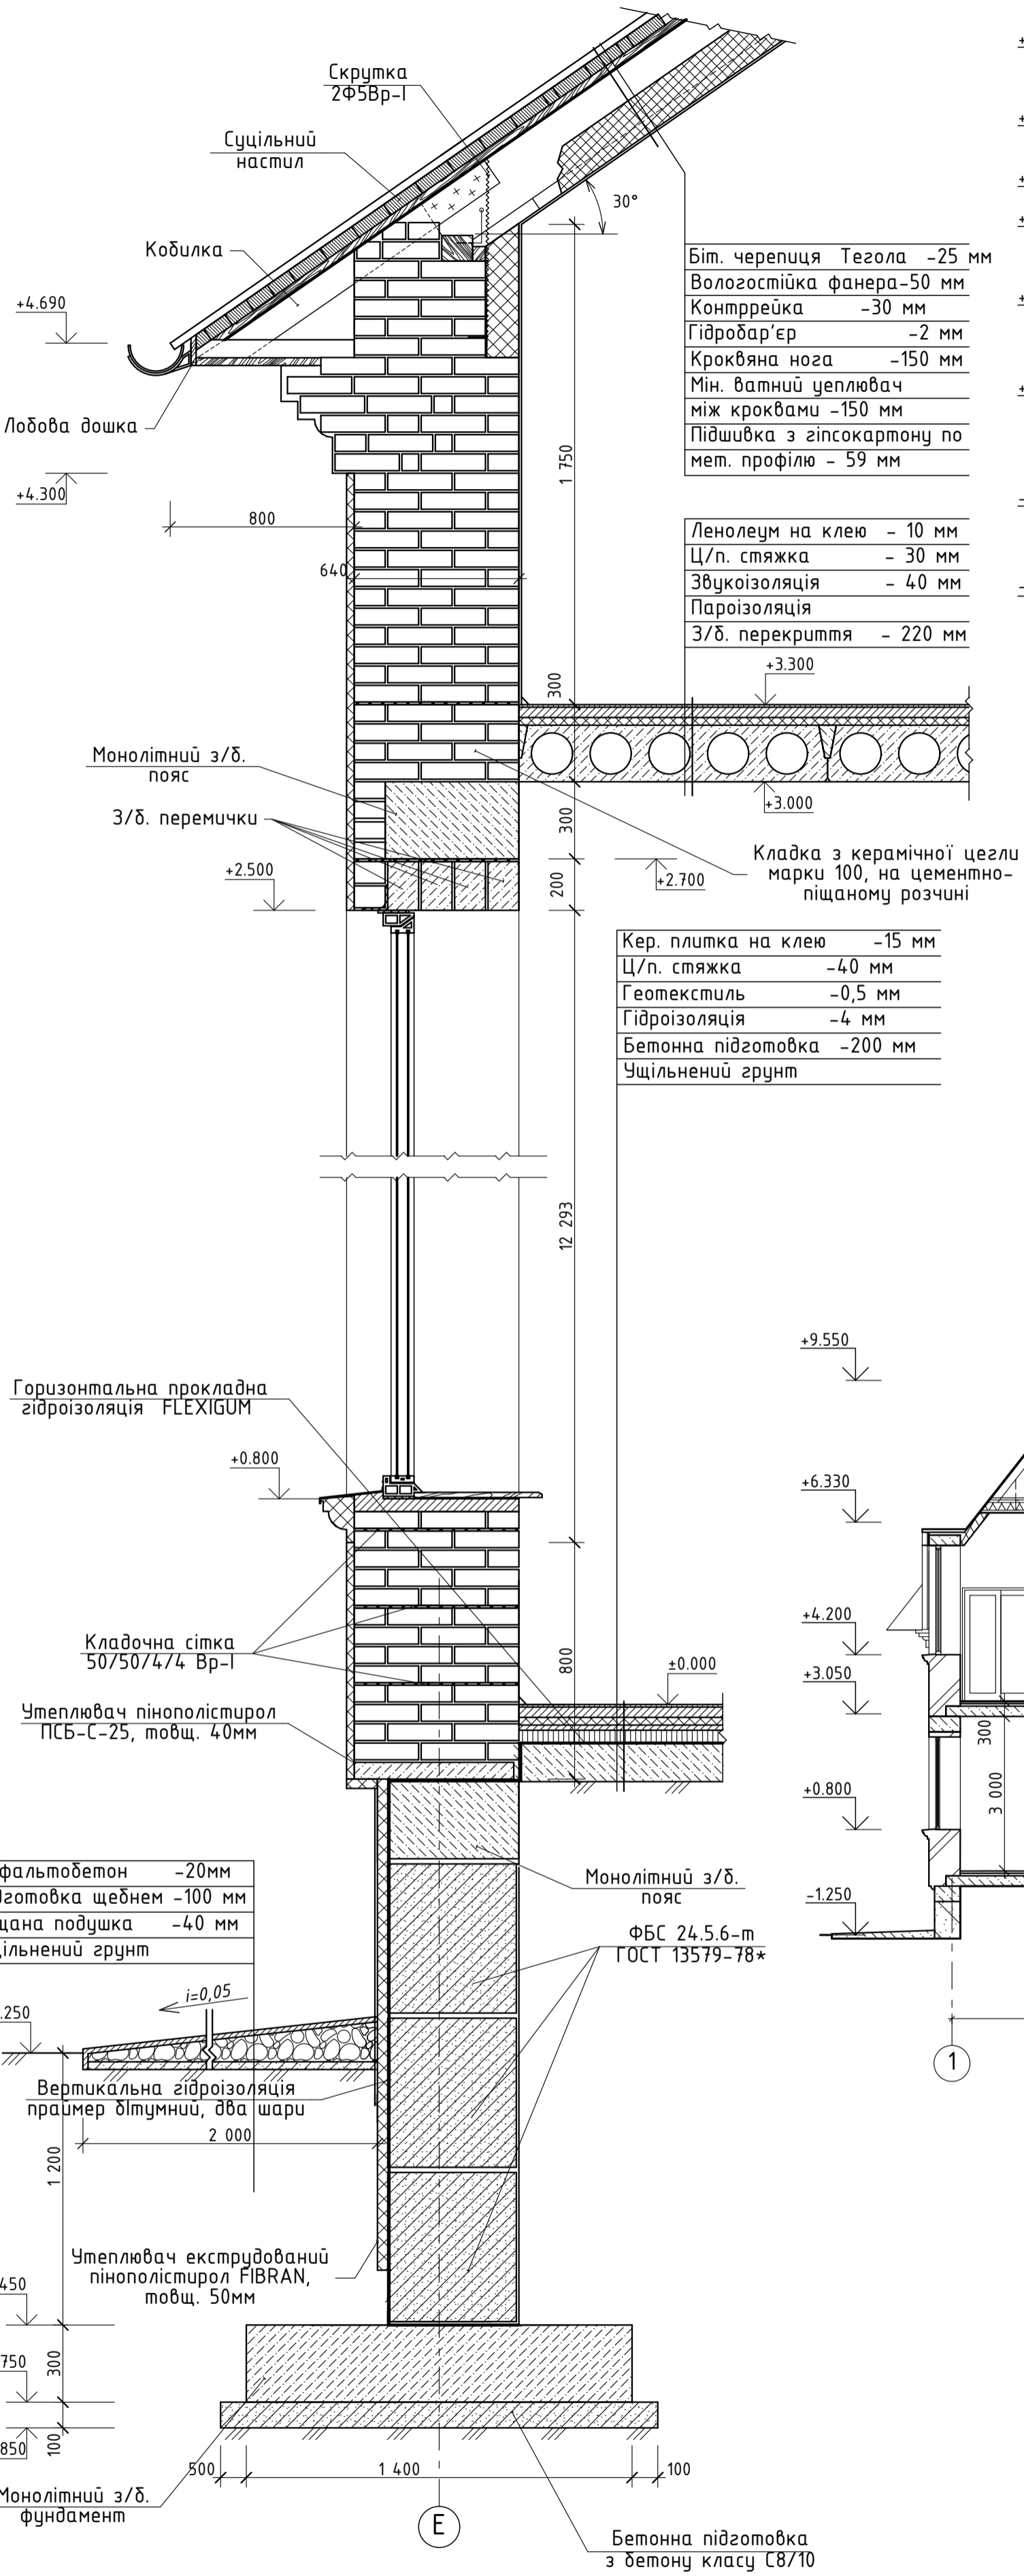 Скрутка
2Ф5Вр-І
Суцільний
настил
Кобилка
30°
+4.690
Лобова дошка
+4.300
800
640
1 750
Біт. черепиця Тегола -25 мм
Вологостійка фанера-50 мм
Контррейка -30 мм
Гідробар'єр -2 мм
Кроквяна нога -150 мм
Мін. ватний уеплювач
між кроквами -150 мм
Підшивка з гіпсокартону по
мет. профілю - 59 мм
Ленолеум на клею - 10 мм
Ц/п. стяжка - 30 мм
Звукоізоляція - 40 мм
Пароізоляція
З/б. перекриття - 220 мм
+3.300
300
Монолітний з/б.
пояс
З/б. перемички
+3.000
300
Кладка з керамічної цегли
марки 100, на цементно-
піщаному розчині
+2.500
200
+2.700
Кер. плитка на клею -15 мм
Ц/п. стяжка -40 мм
Геотекстиль -0,5 мм
Гідроізоляція -4 мм
Бетонна підготовка -200 мм
Ущільнений грунт
12 293
Горизонтальна прокладна
гідроізоляція FLEXIGUM
+0.800
+9.550
+6.330
+4.200
+3.050
300
3 000
+0.800
-1.250
1
Кладочна сітка
50/50/4/4 Вр-І
800
±0.000
Утеплювач пінополістирол
ПСБ-С-25, товщ. 40мм
фальтобетон -20мм
дготовка щебнем -100 мм
щана подушка -40 мм
ільнений грунт
Монолітний з/б.
пояс
ФБС 24.5.6-т
ГОСТ 13579-78*
i=0,05
.250
Вертикальна гідроізоляція
праймер бітумний, два шари
2 000
1 200
Утеплювач екструдований
пінополістирол FIBRAN,
товщ. 50мм
450
750
300
850
100
500
1 400
100
Монолітний з/б.
фундамент
Е
Бетонна підготовка
з бетону класу С8/10